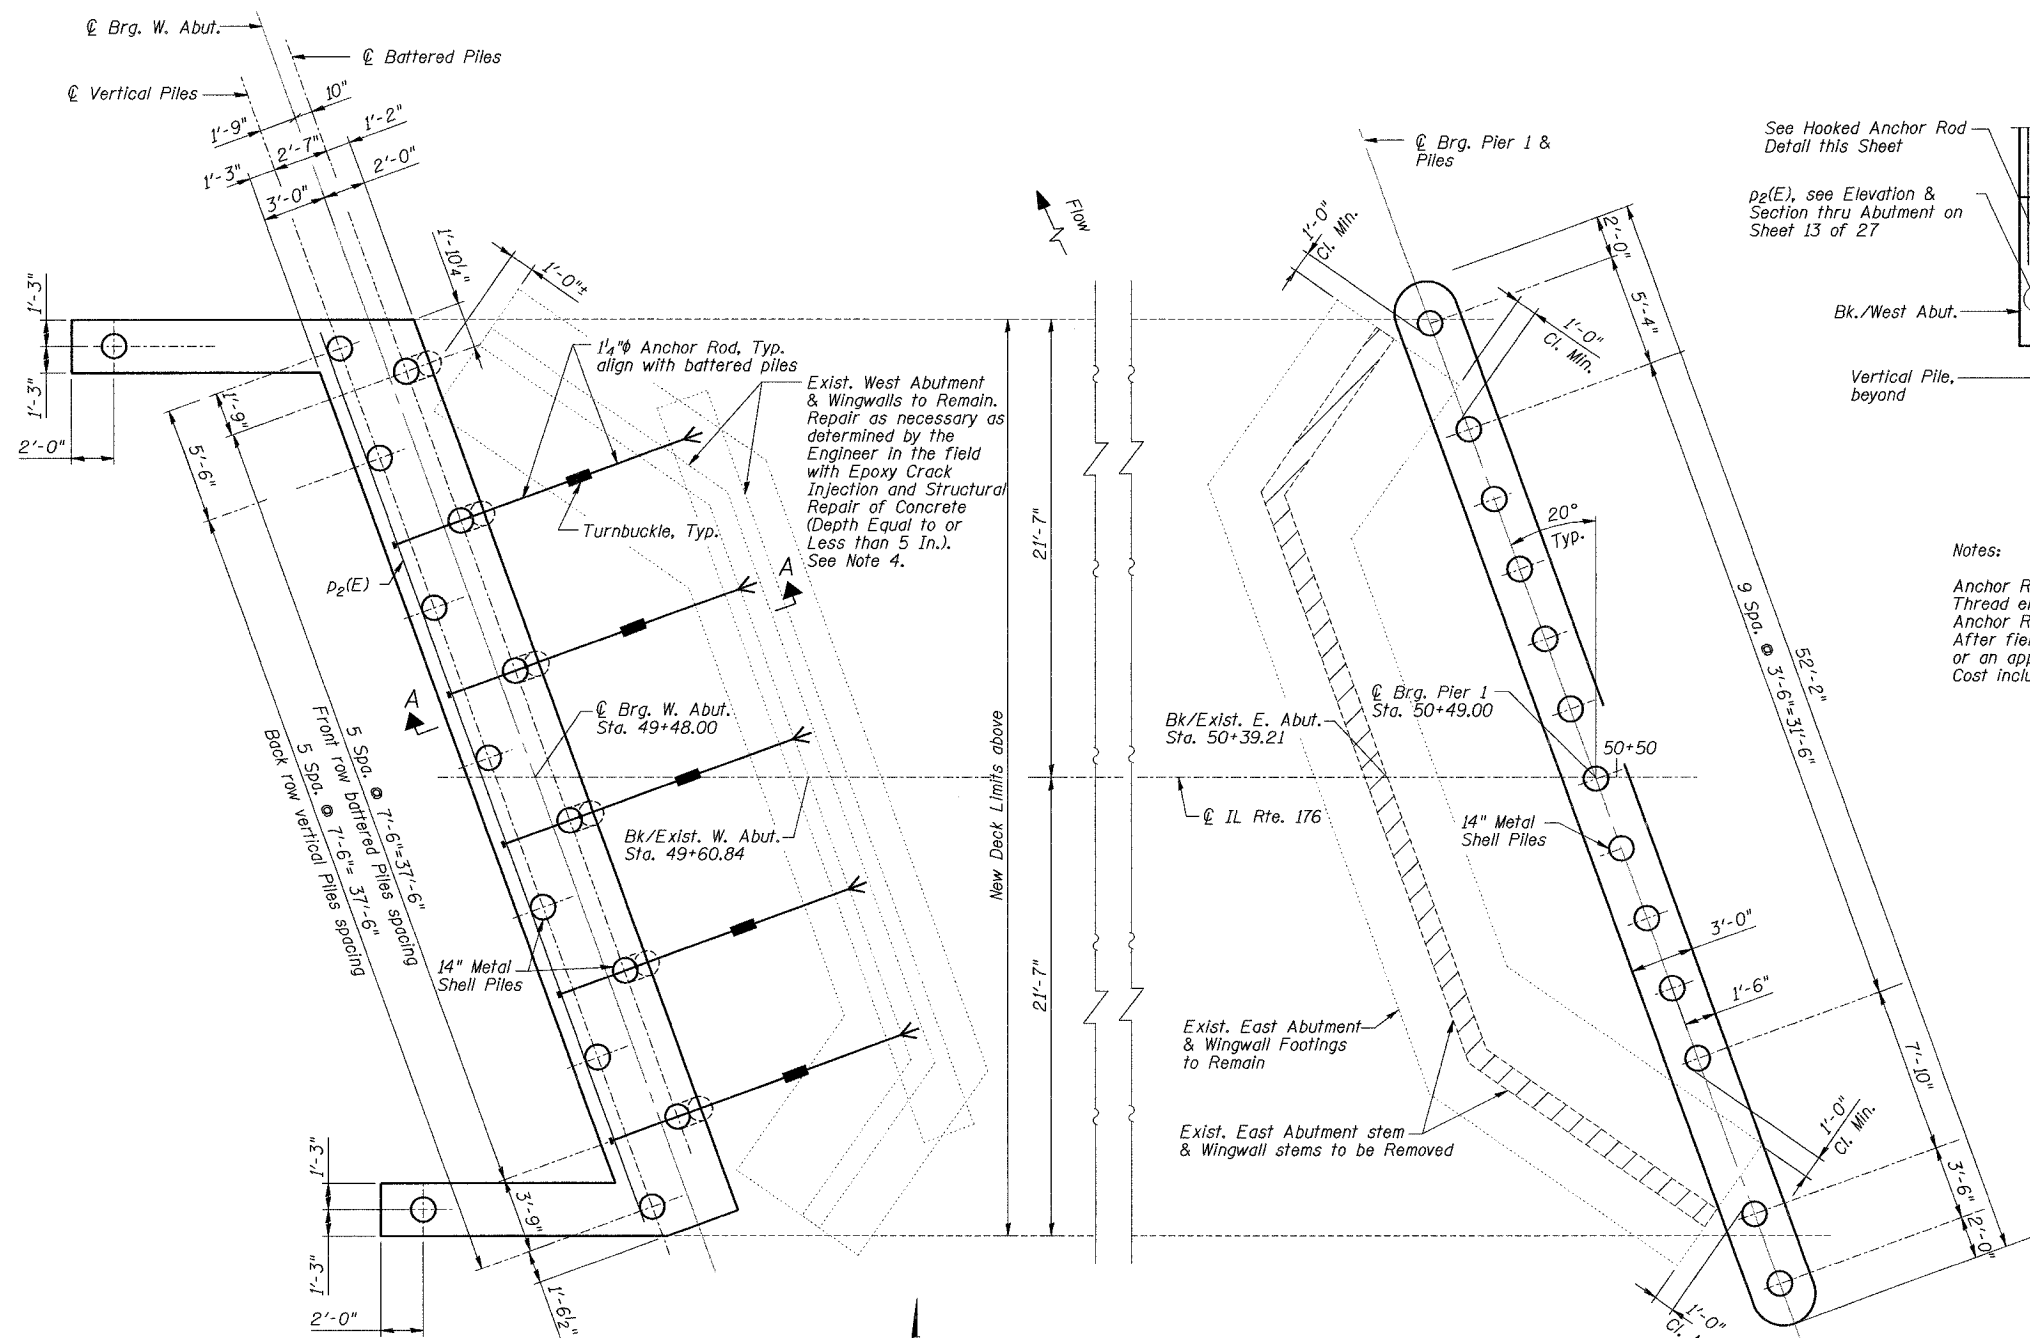 ℄ Brg. W. Abut.
℄ Battered Piles
℄ Vertical Piles
10"
1'-9"
1'-2"
2'-7"
1'-3"
2'-0"
3'-0"
1'-10¼"
1'-0"±
1'-3"
1'-3"
2'-0"
1'-9"
5'-6"
1¼"ϕ Anchor Rod, Typ.
align with battered piles
Exist. West Abutment
& Wingwalls to Remain.
Repair as necessary as
determined by the
Engineer in the field
with Epoxy Crack
Injection and Structural
Repair of Concrete
(Depth Equal to or
Less than 5 In.).
See Note 4.
Turnbuckle, Typ.
p2(E)
A
A
℄ Brg. W. Abut.
Sta. 49+48.00
Bk/Exist. W. Abut.
Sta. 49+60.84
5 Spa. @ 7'-6"=37'-6"
Front row battered Piles spacing
5 Spa. @ 7'-6"= 37'-6"
Back row vertical Piles spacing
14" Metal
Shell Piles
1'-3"
1'-3"
2'-0"
3'-9"
1'-6½"
Flow
21'-7"
New Deck Limits above
21'-7"
℄ Brg. Pier 1 &
Piles
1'-0"
Cl. Min.
1'-0"
Cl. Min.
2'-0"
5'-4"
20°
Typ.
9 Spa. @ 3'-6"=31'-6"
52'-2"
℄ Brg. Pier 1
Sta. 50+49.00
Bk/Exist. E. Abut.
Sta. 50+39.21
50+50
℄ IL Rte. 176
14" Metal
Shell Piles
3'-0"
1'-6"
Exist. East Abutment
& Wingwall Footings
to Remain
Exist. East Abutment stem
& Wingwall stems to be Removed
7'-10"
1'-0"
Cl. Min.
3'-6"
2'-0"
1'-0"
See Hooked Anchor Rod
Detail this Sheet
p2(E), see Elevation &
Section thru Abutment on
Sheet 13 of 27
Bk./West Abut.
Vertical Pile,
beyond
Notes:
Anchor R
Thread e
Anchor R
After fie
or an app
Cost inclu